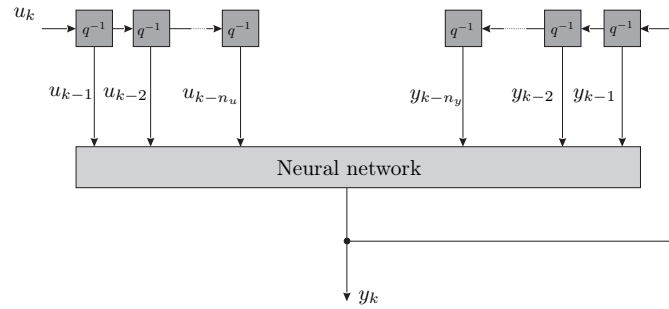 u_k q^{-1} q^{-1} q^{-1} q^{-1} q^{-1} q^{-1}
u_{k-1} u_{k-2} u_{k-n_u} y_{k-n_y} y_{k-2} y_{k-1}
Neural network
y_k